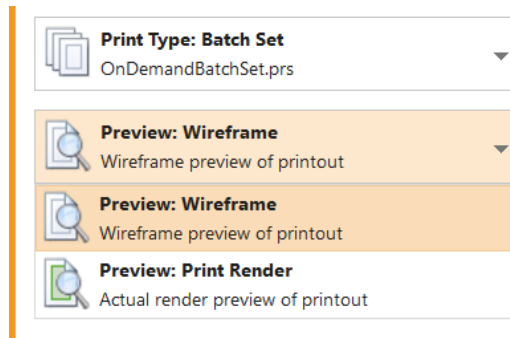 Print Type: Batch Set
OnDemandBatchSet.prs
Preview: Wireframe
Wireframe preview of printout
Preview: Wireframe
Wireframe preview of printout
Preview: Print Render
Actual render preview of printout